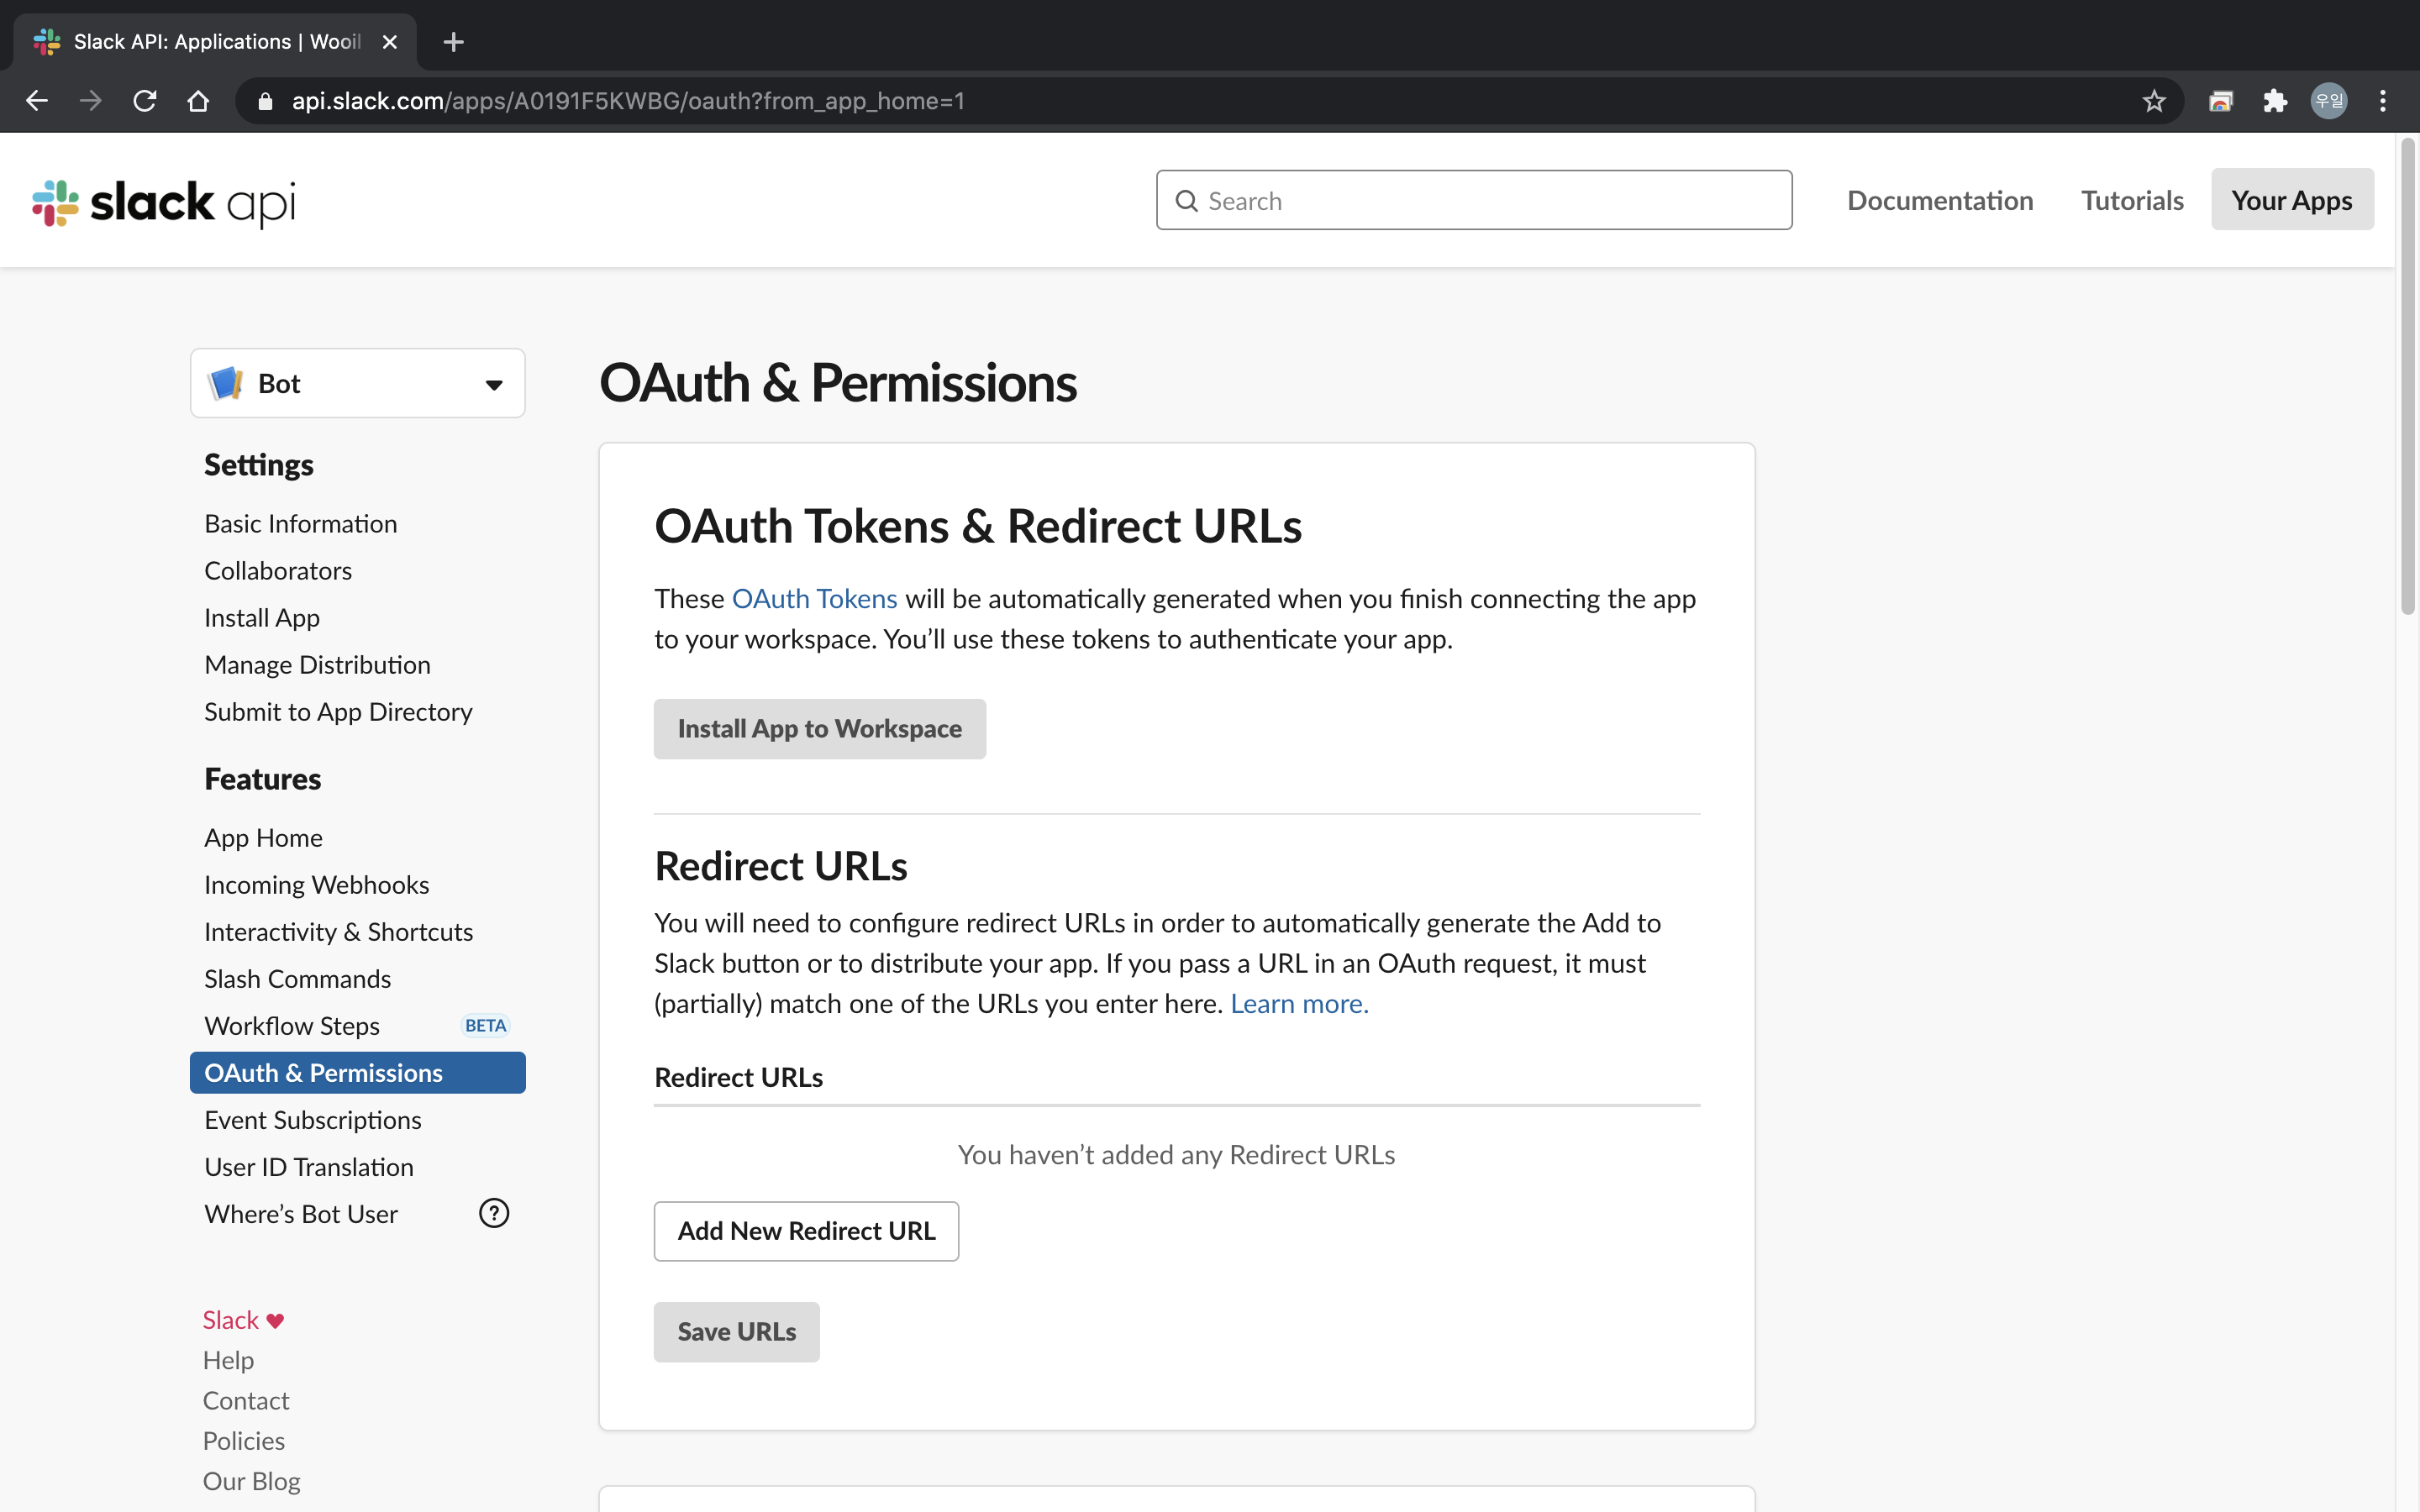 Slack API: Applications | Wooil
api.slack.com/apps/A0191F5KWBG/oauth?from_app_home=1
우일
slack api
Search
Documentation
Tutorials
Your Apps
Bot
Settings
Basic Information
Collaborators
Install App
Manage Distribution
Submit to App Directory
Features
App Home
Incoming Webhooks
Interactivity & Shortcuts
Slash Commands
Workflow Steps BETA
OAuth & Permissions
Event Subscriptions
User ID Translation
Where’s Bot User ?
Slack ♥
Help
Contact
Policies
Our Blog
OAuth & Permissions
OAuth Tokens & Redirect URLs
These OAuth Tokens will be automatically generated when you finish connecting the app
to your workspace. You’ll use these tokens to authenticate your app.
Install App to Workspace
Redirect URLs
You will need to configure redirect URLs in order to automatically generate the Add to
Slack button or to distribute your app. If you pass a URL in an OAuth request, it must
(partially) match one of the URLs you enter here. Learn more.
Redirect URLs
You haven’t added any Redirect URLs
Add New Redirect URL
Save URLs